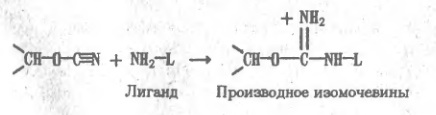 + NH₂
CH–O–C≡N + NH₂–L → CH–O–C–NH–L
Лиганд Производное изомочевины